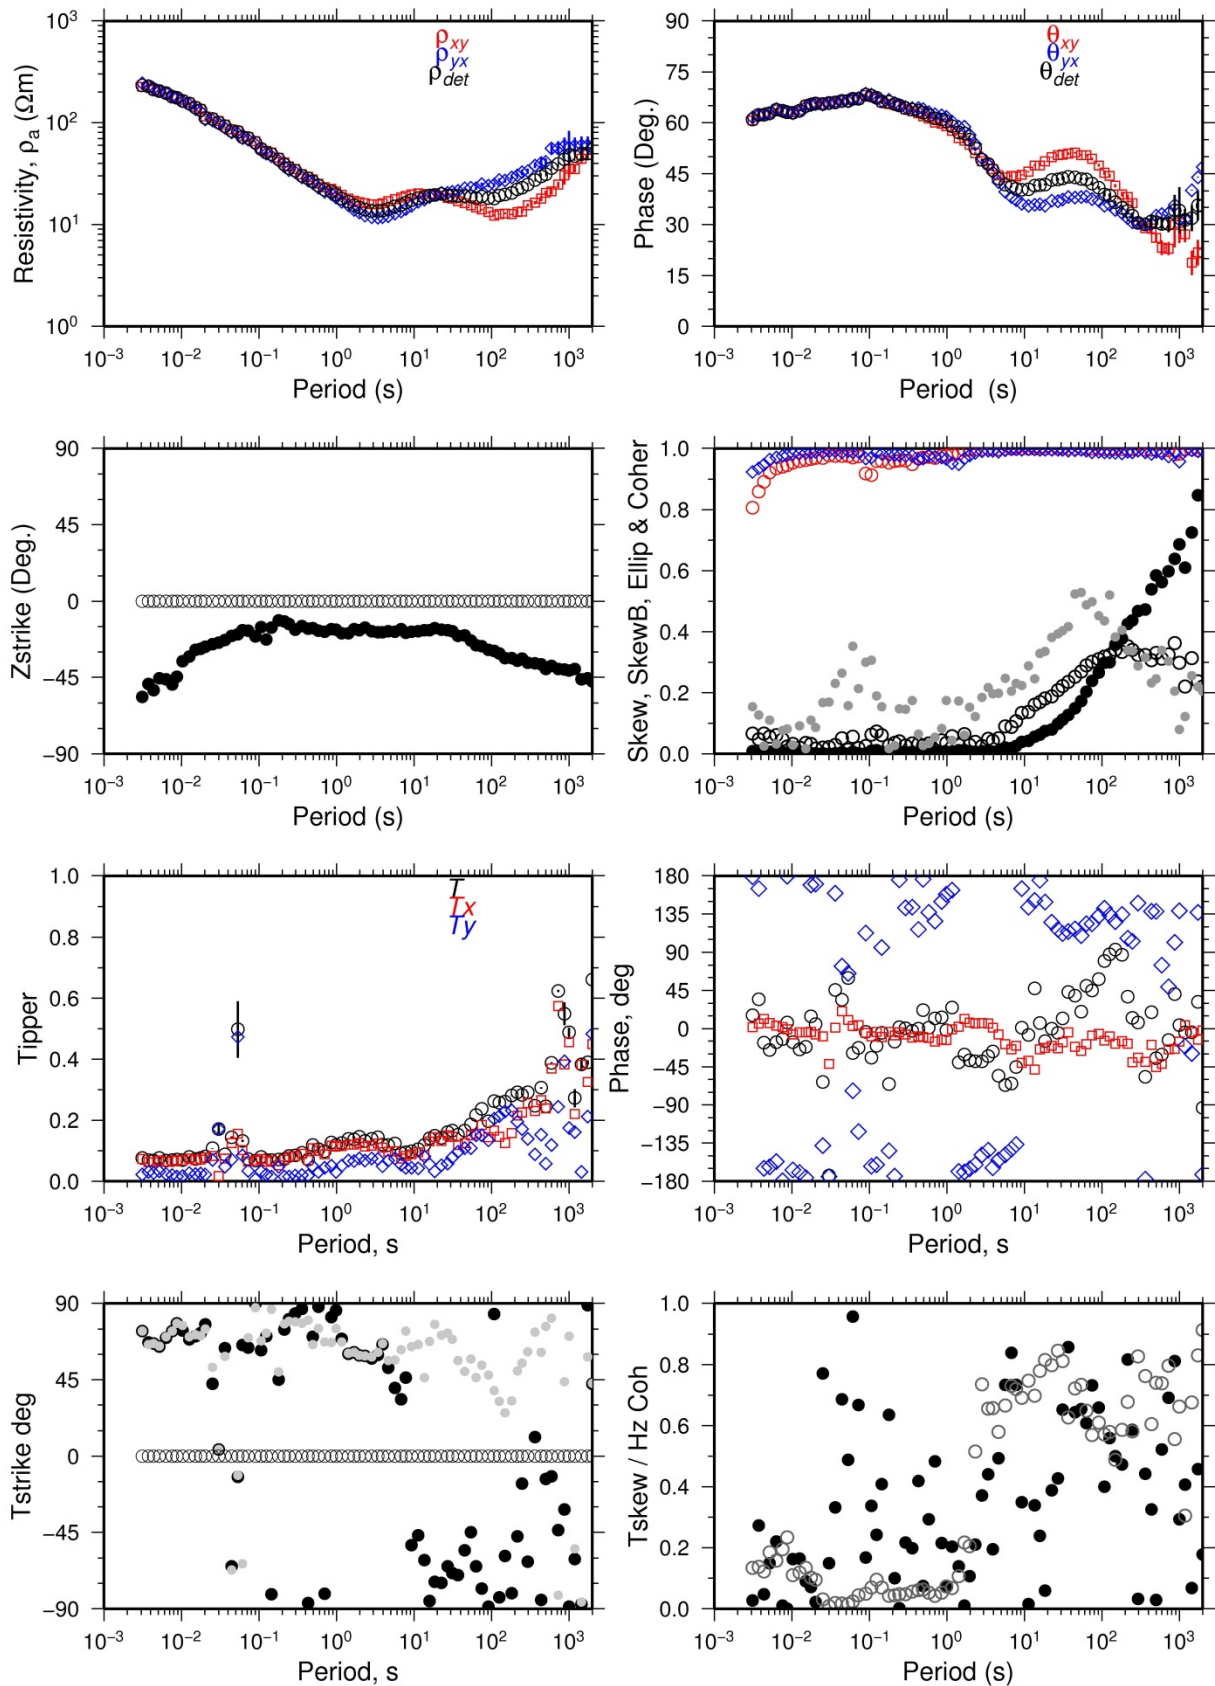 10³ 10² 10¹ 10⁰
Resistivity, ρa (Ωm)
ρxy
ρyx
ρdet
10⁻³ 10⁻² 10⁻¹ 10⁰ 10¹ 10² 10³
Period (s)
90 75 60 45 30 15 0
Phase (Deg.)
θxy
θyx
θdet
10⁻³ 10⁻² 10⁻¹ 10⁰ 10¹ 10² 10³
Period (s)
90 45 0 −45 −90
Zstrike (Deg.)
10⁻³ 10⁻² 10⁻¹ 10⁰ 10¹ 10² 10³
Period (s)
1.0 0.8 0.6 0.4 0.2 0.0
Skew, SkewB, Ellip & Coher
10⁻³ 10⁻² 10⁻¹ 10⁰ 10¹ 10² 10³
Period (s)
1.0 0.8 0.6 0.4 0.2 0.0
Tipper
T
Tx
Ty
10⁻³ 10⁻² 10⁻¹ 10⁰ 10¹ 10² 10³
Period, s
180 135 90 45 0 −45 −90 −135 −180
Phase, deg
10⁻³ 10⁻² 10⁻¹ 10⁰ 10¹ 10² 10³
Period, s
90 45 0 −45 −90
Tstrike deg
10⁻³ 10⁻² 10⁻¹ 10⁰ 10¹ 10² 10³
Period, s
1.0 0.8 0.6 0.4 0.2 0.0
Tskew / Hz Coh
10⁻³ 10⁻² 10⁻¹ 10⁰ 10¹ 10² 10³
Period (s)